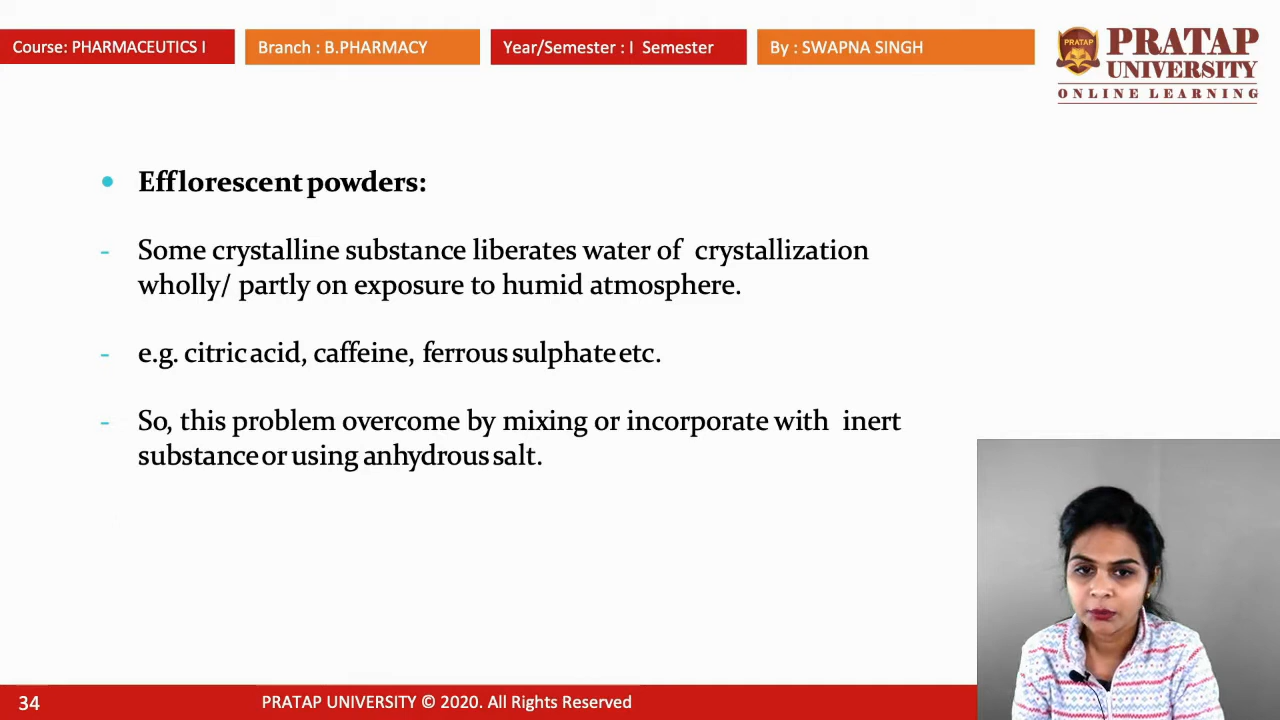 Course: PHARMACEUTICS I
Branch : B.PHARMACY
Year/Semester : I Semester
By : SWAPNA SINGH
PRATAP
PRATAP
UNIVERSITY
ONLINE LEARNING
• Efflorescent powders:
- Some crystalline substance liberates water of crystallization
wholly/ partly on exposure to humid atmosphere.
- e.g. citric acid, caffeine, ferrous sulphate etc.
- So, this problem overcome by mixing or incorporate with inert
substance or using anhydrous salt.
34
PRATAP UNIVERSITY © 2020. All Rights Reserved